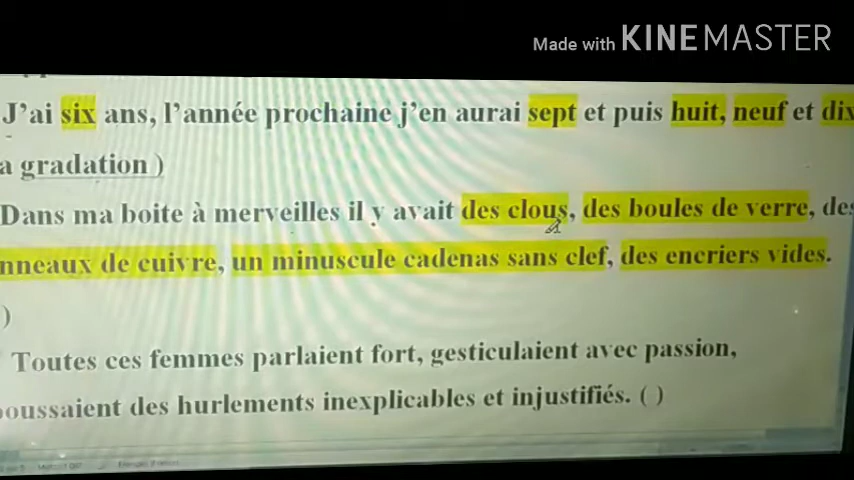 Made with KINEMASTER
J'ai six ans, l'année prochaine j'en aurai sept et puis huit, neuf et dix
a gradation )
Dans ma boite à merveilles il y avait des clous, des boules de verre, des
nneaux de cuivre, un minuscule cadenas sans clef, des encriers vides.
)
Toutes ces femmes parlaient fort, gesticulaient avec passion,
oussaient des hurlements inexplicables et injustifiés. ( )